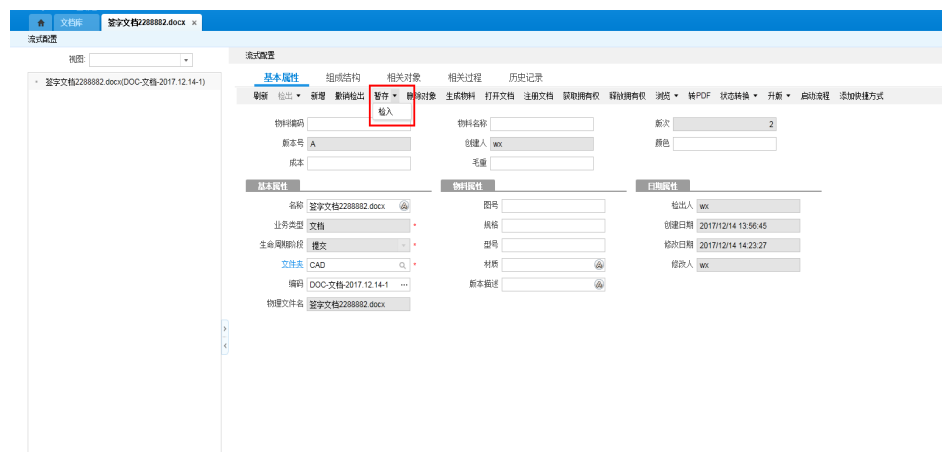 文档库 签字文档2288882.docx ×
流式配置
视图:
签字文档2288882.docx(DOC-文档-2017.12.14-1)
流式配置
基本属性 组成结构 相关对象 相关过程 历史记录
刷新 检出 新增 撤销检出 暂存 删除对象 生成物料 打开文档 注册文档 获取拥有权 释放拥有权 浏览 转PDF 状态转换 升版 启动流程 添加快捷方式
检入
物料编码 物料名称 版次 2
版本号 A 创建人 wx 颜色
成本 毛重
基本属性 物料属性 日期属性
名称 签字文档2288882.docx 图号 检出人 wx
业务类型 文档 * 规格 创建日期 2017/12/14 13:56:45
生命周期阶段 提交 * 型号 修改日期 2017/12/14 14:23:27
文件夹 CAD * 材质 修改人 wx
编码 DOC-文档-2017.12.14-1 ··· 版本描述
物理文件名 签字文档2288882.docx